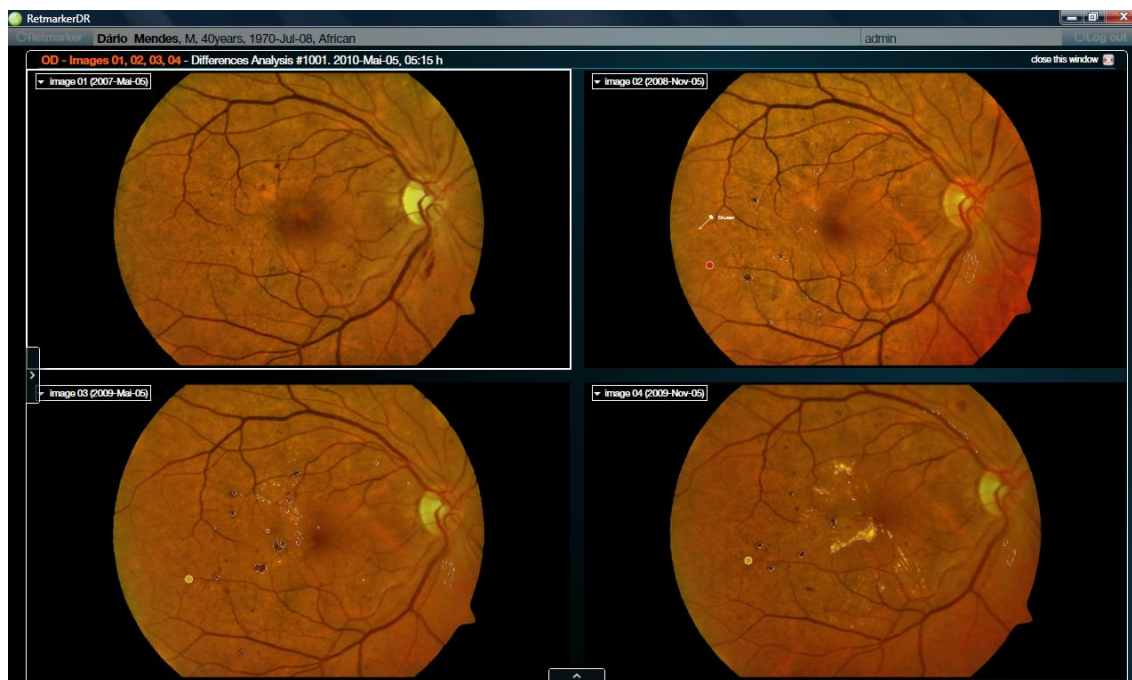 RetmarkerDR
Retmarker Dário Mendes, M, 40years, 1970-Jul-08, African admin Log out
OD - Images 01, 02, 03, 04 - Differences Analysis #1001. 2010-Mai-05, 05:15 h close this window
image 01 (2007-Mai-05)
image 02 (2008-Nov-05)
image 03 (2009-Mai-05)
image 04 (2009-Nov-05)